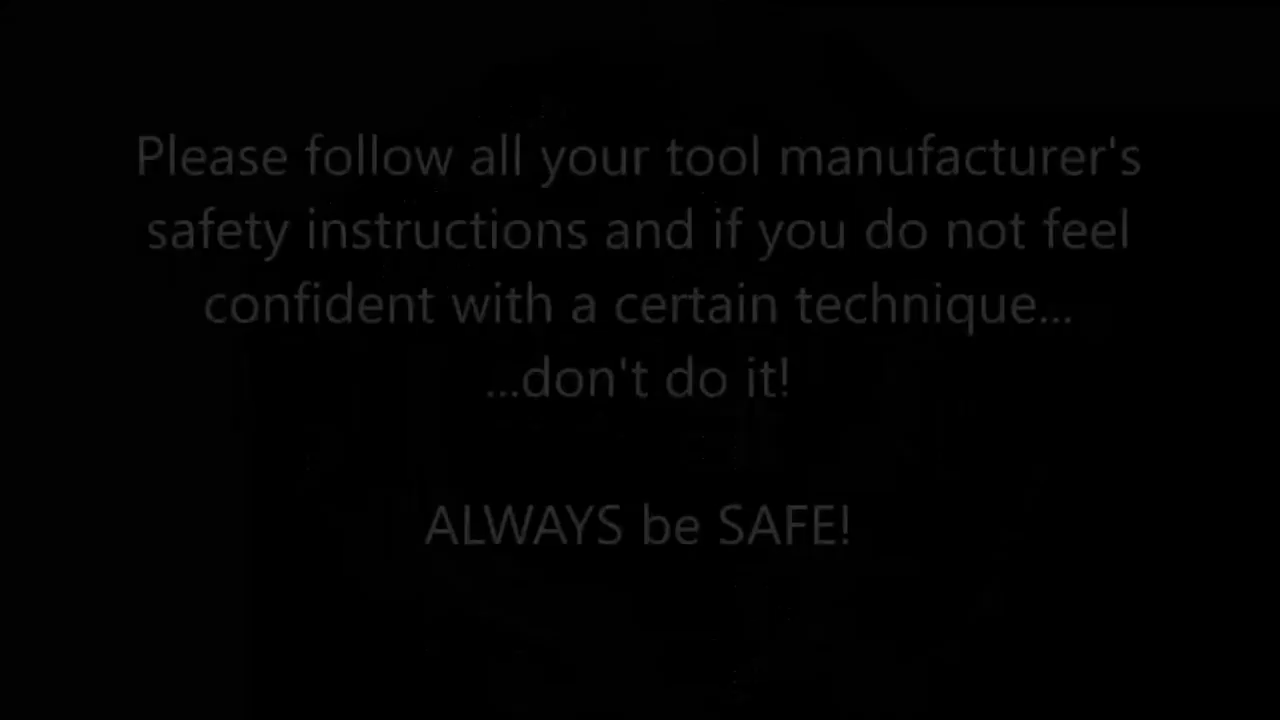 Please follow all your tool manufacturer's
safety instructions and if you do not feel
confident with a certain technique...
...don't do it!
ALWAYS be SAFE!